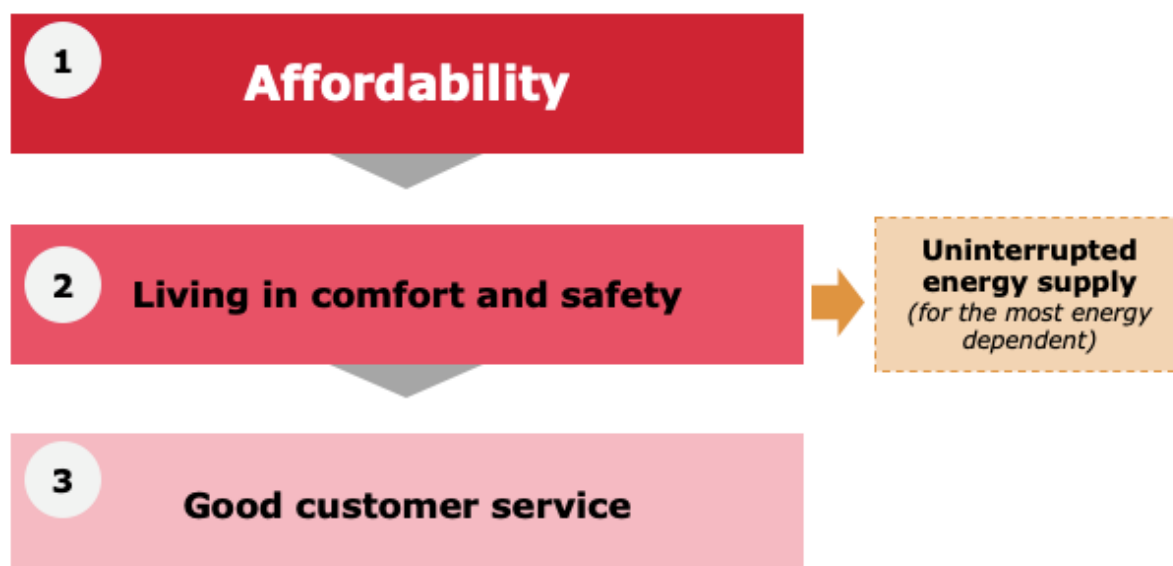 1
Affordability
2
Living in comfort and safety
Uninterrupted
energy supply
(for the most energy
dependent)
3
Good customer service